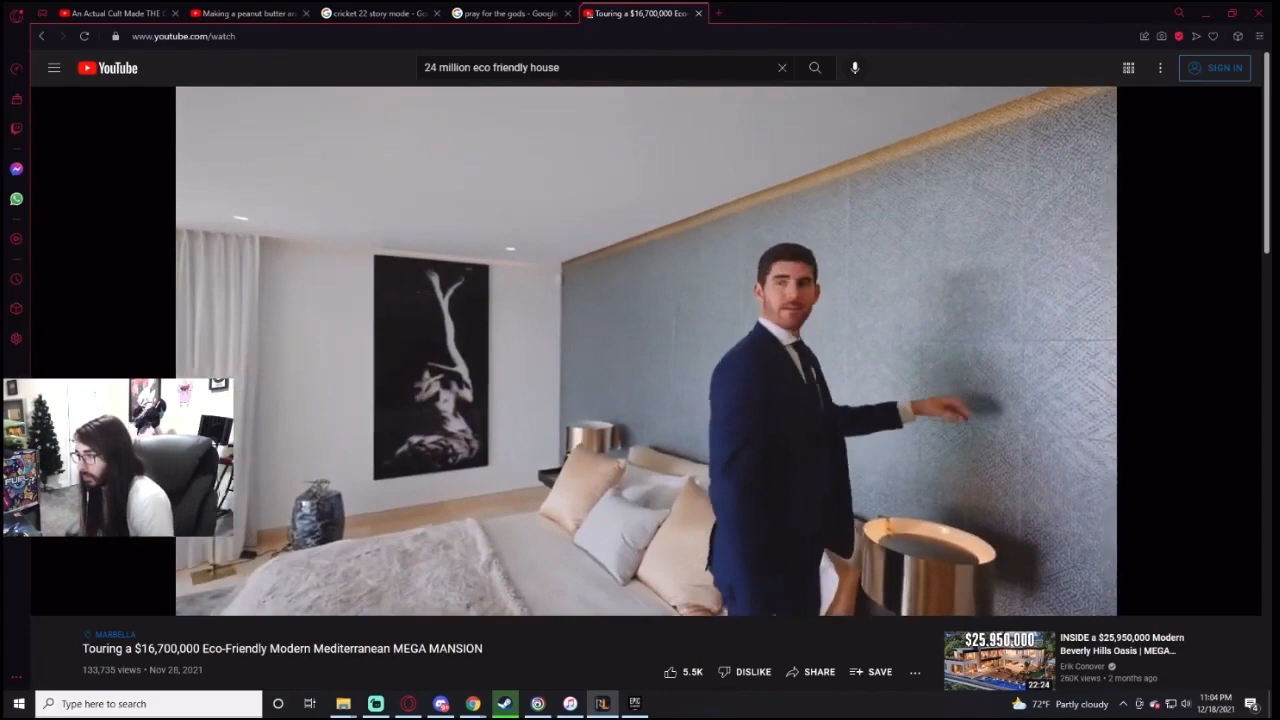 An Actual Cult Made THE C
Making a peanut butter an
cricket 22 story mode - Go
pray for the gods - Google
Touring a $16,700,000 Eco-
www.youtube.com/watch
YouTube
24 million eco friendly house
SIGN IN
MARBELLA
Touring a $16,700,000 Eco-Friendly Modern Mediterranean MEGA MANSION
133,735 views • Nov 28, 2021
5.5K
DISLIKE
SHARE
SAVE
$25,950,000
22:24
INSIDE a $25,950,000 Modern
Beverly Hills Oasis | MEGA...
Erik Conover
260K views • 2 months ago
Type here to search
72°F Partly cloudy
11:04 PM
12/18/2021